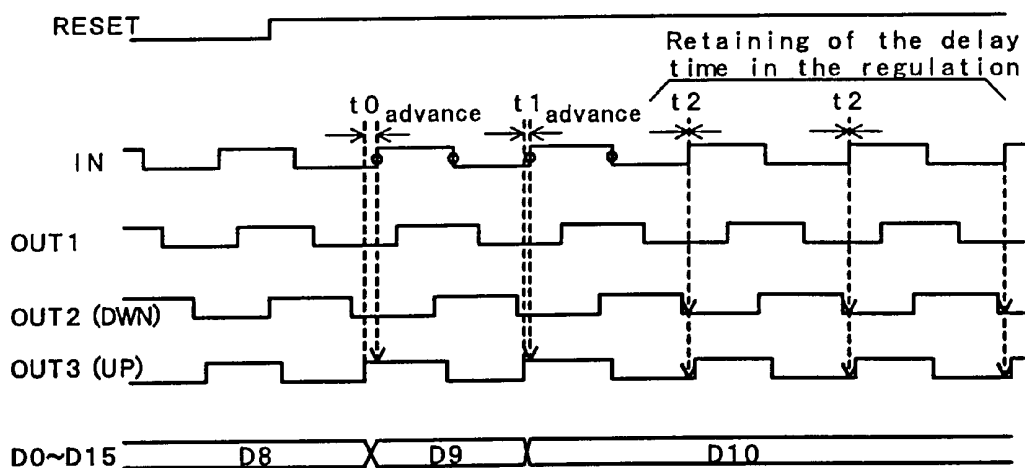 RESET
Retaining of the delay
time in the regulation
t0 advance t1 advance t2 t2
IN
OUT1
OUT2 (DWN)
OUT3 (UP)
D0~D15 D8 D9 D10